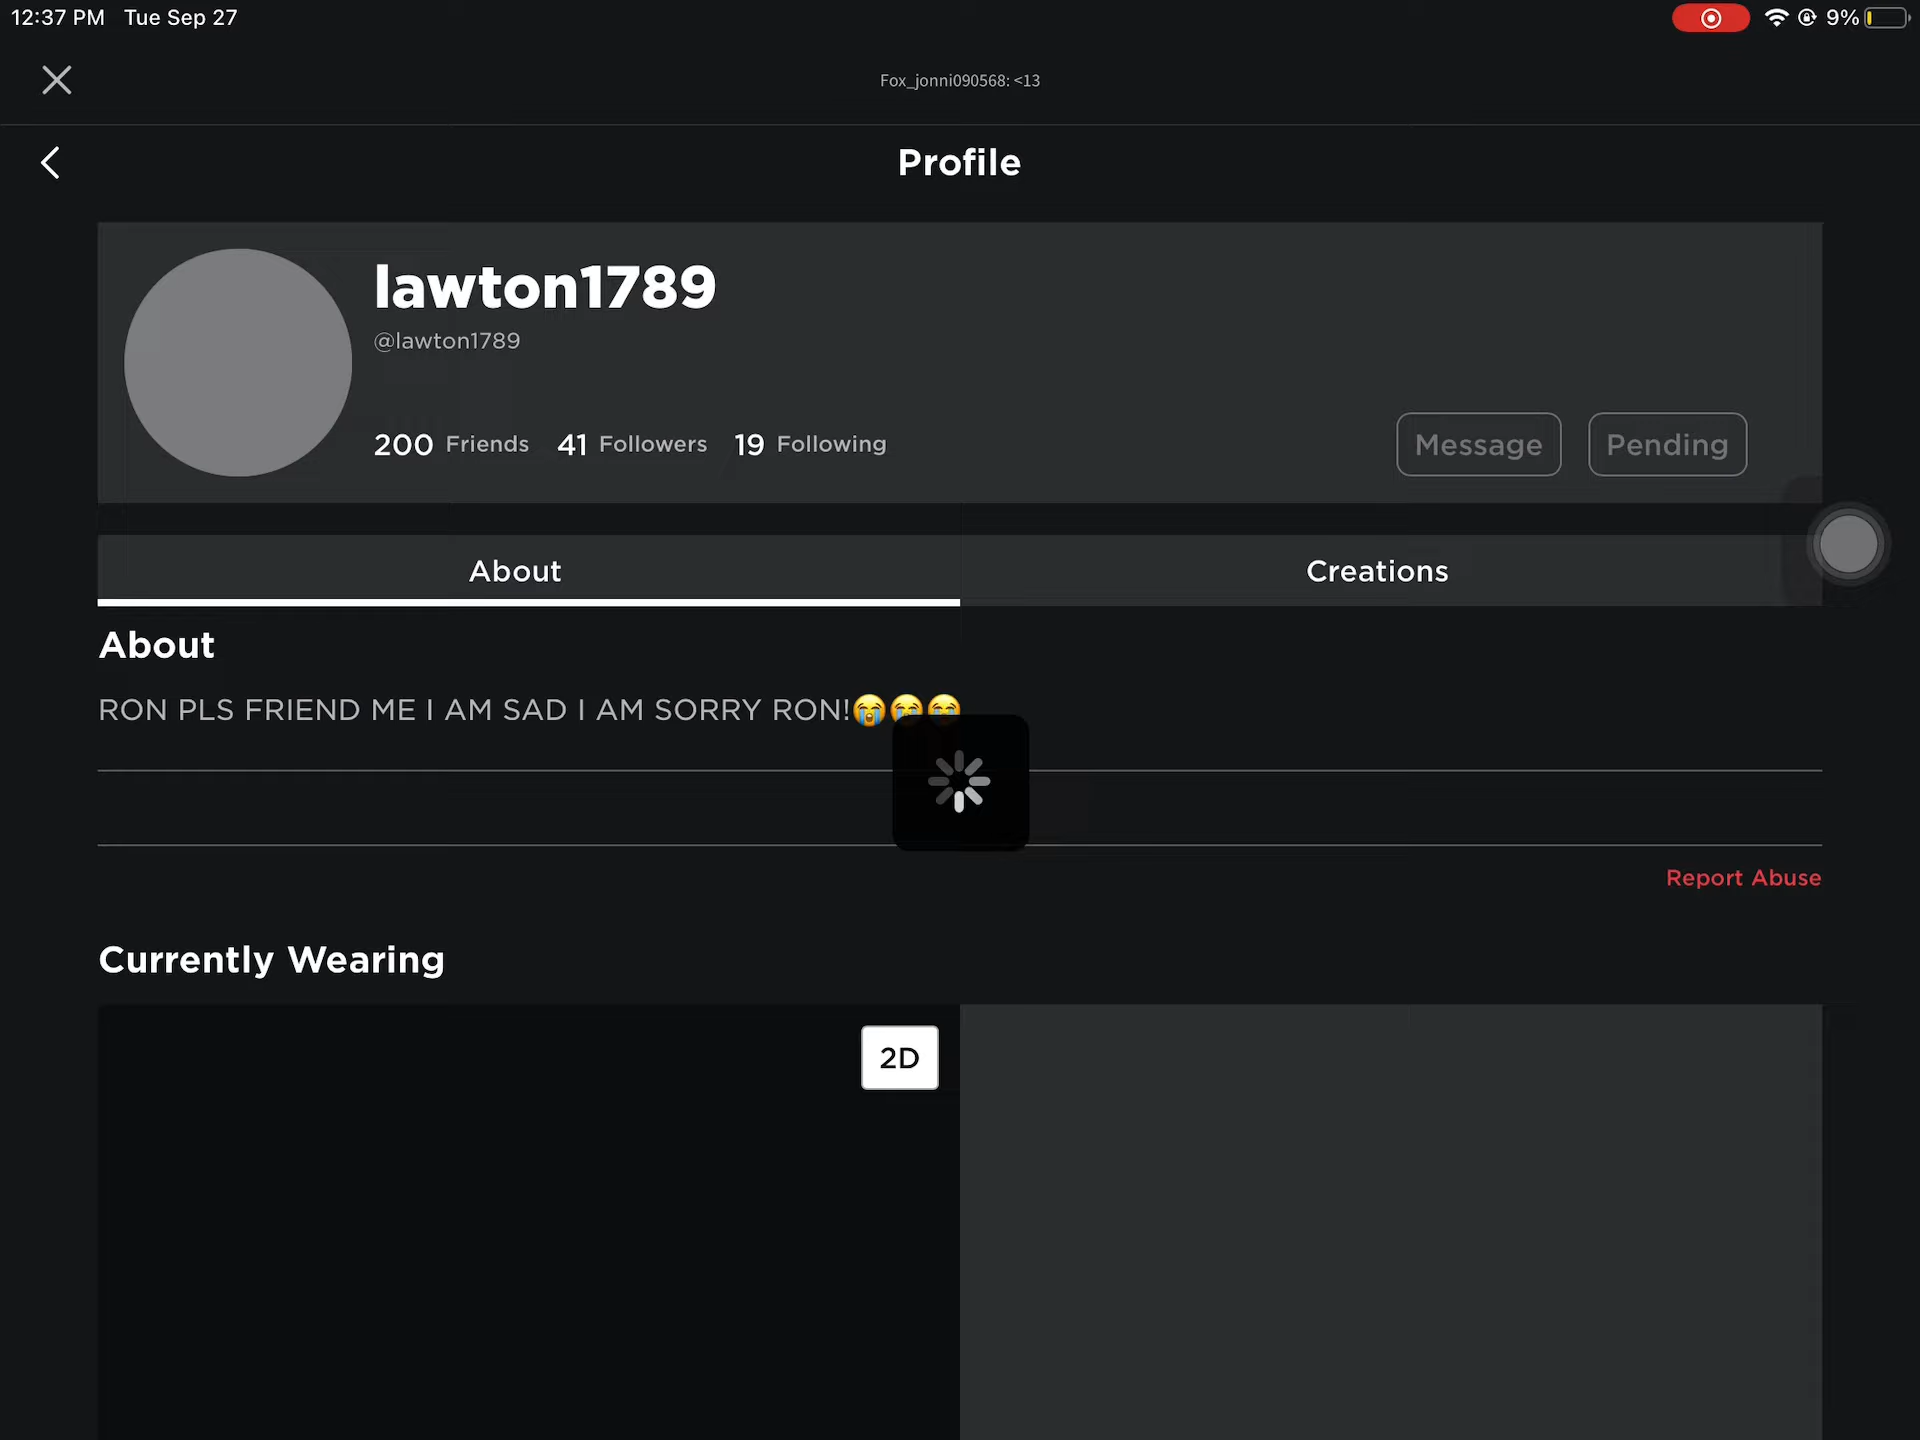 12:37 PM Tue Sep 27
9%
Fox_jonni090568: <13
Profile
lawton1789
@lawton1789
200 Friends 41 Followers 19 Following
Message Pending
About Creations
About
RON PLS FRIEND ME I AM SAD I AM SORRY RON!😭😭😭
Report Abuse
Currently Wearing
2D